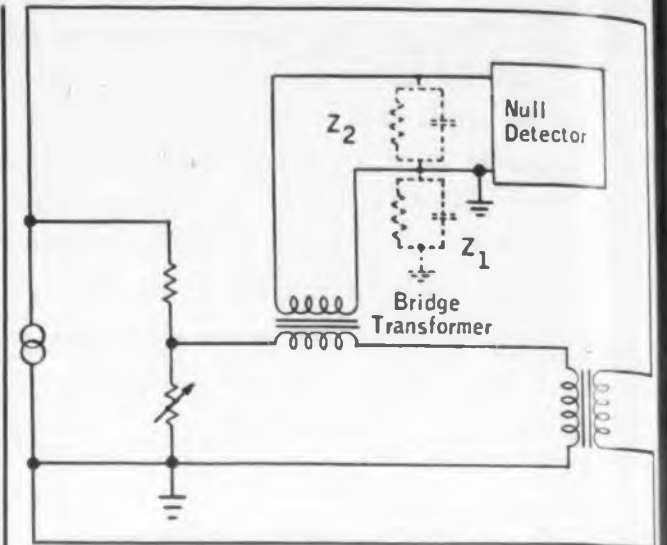 Null
Detector
Z2
Z1
Bridge
Transformer